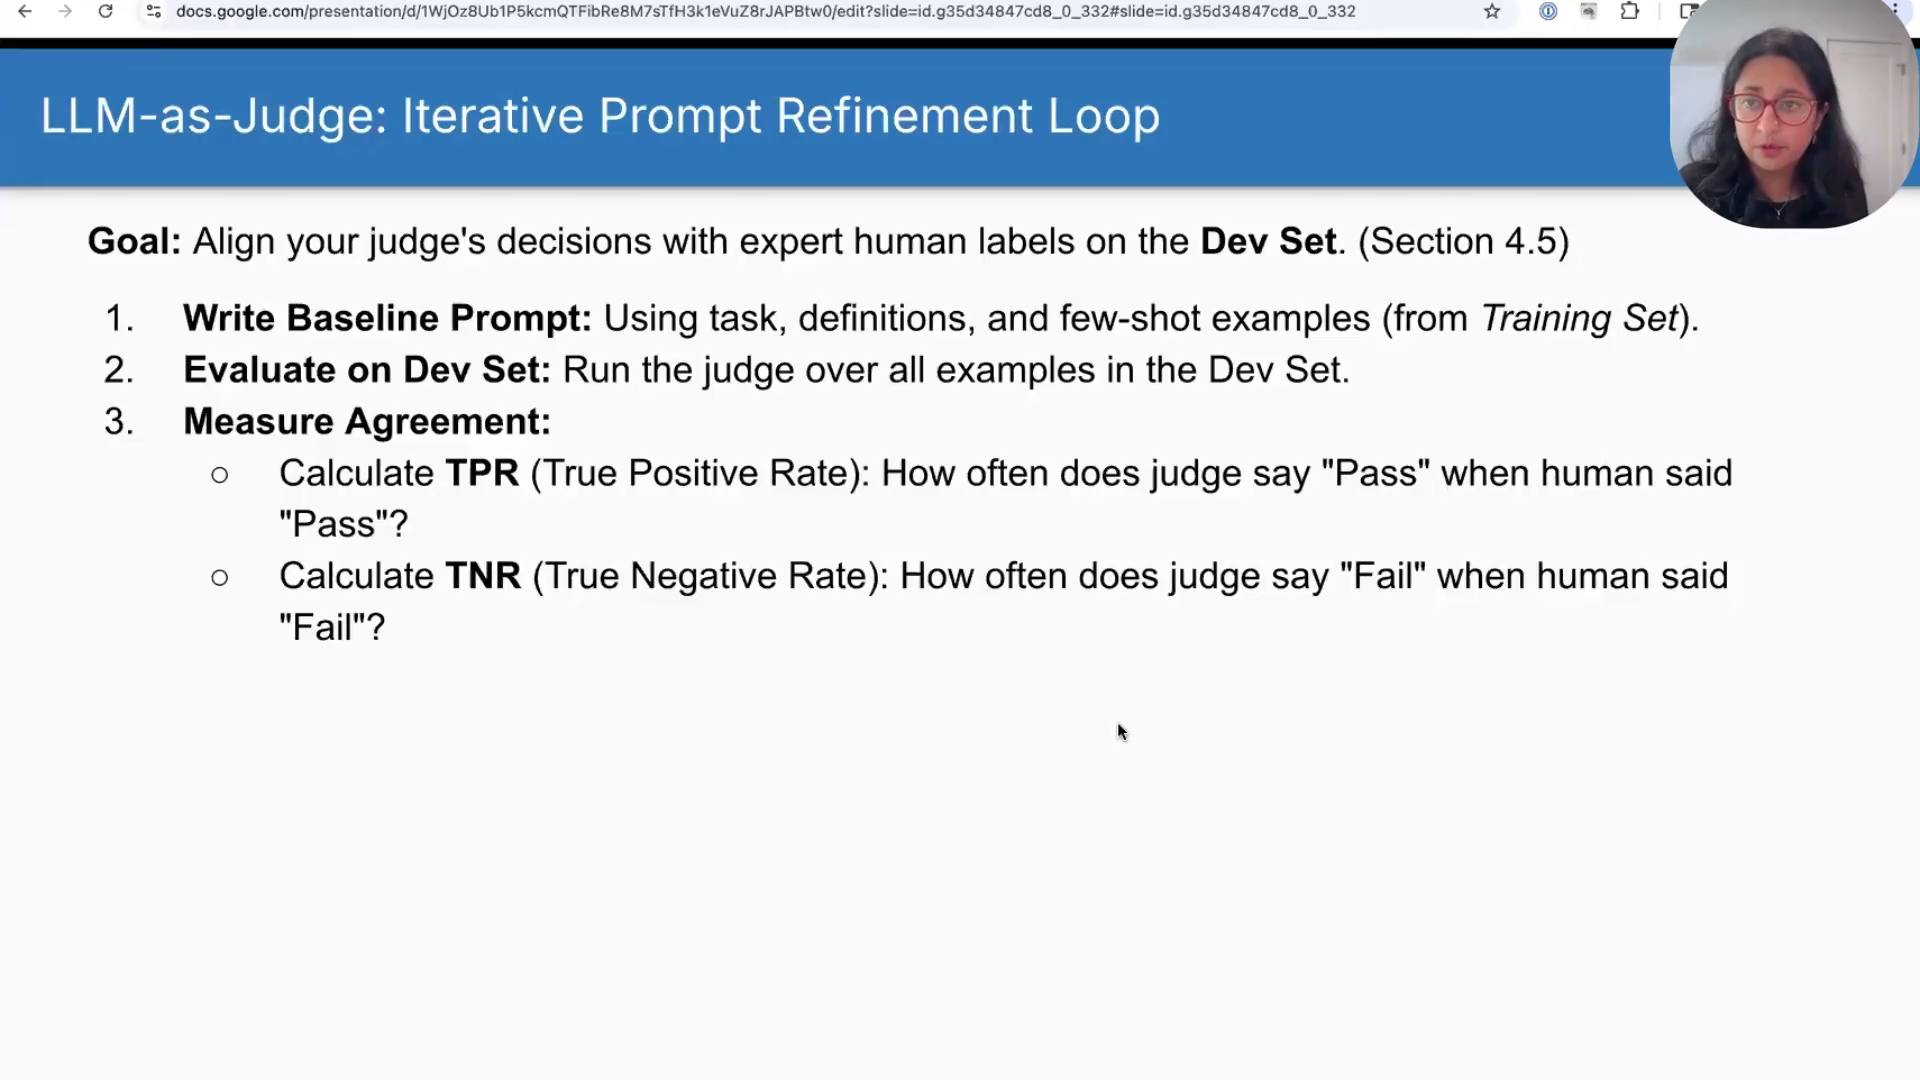 docs.google.com/presentation/d/1WjOz8Ub1P5kcmQTFibRe8M7sTfH3k1eVuZ8rJAPBtw0/edit?slide=id.g35d34847cd8_0_332#slide=id.g35d34847cd8_0_332
LLM-as-Judge: Iterative Prompt Refinement Loop
Goal: Align your judge's decisions with expert human labels on the Dev Set. (Section 4.5)
1. Write Baseline Prompt: Using task, definitions, and few-shot examples (from Training Set).
2. Evaluate on Dev Set: Run the judge over all examples in the Dev Set.
3. Measure Agreement:
○ Calculate TPR (True Positive Rate): How often does judge say "Pass" when human said
"Pass"?
○ Calculate TNR (True Negative Rate): How often does judge say "Fail" when human said
"Fail"?